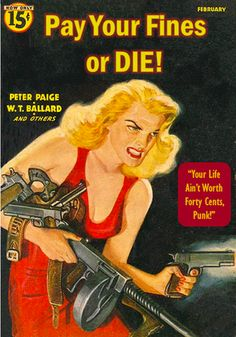 NOW ONLY
15¢
FEBRUARY
Pay Your Fines
or DIE!
PETER PAIGE
W. T. BALLARD
AND OTHERS
"Your Life
Ain't Worth
Forty Cents,
Punk!"